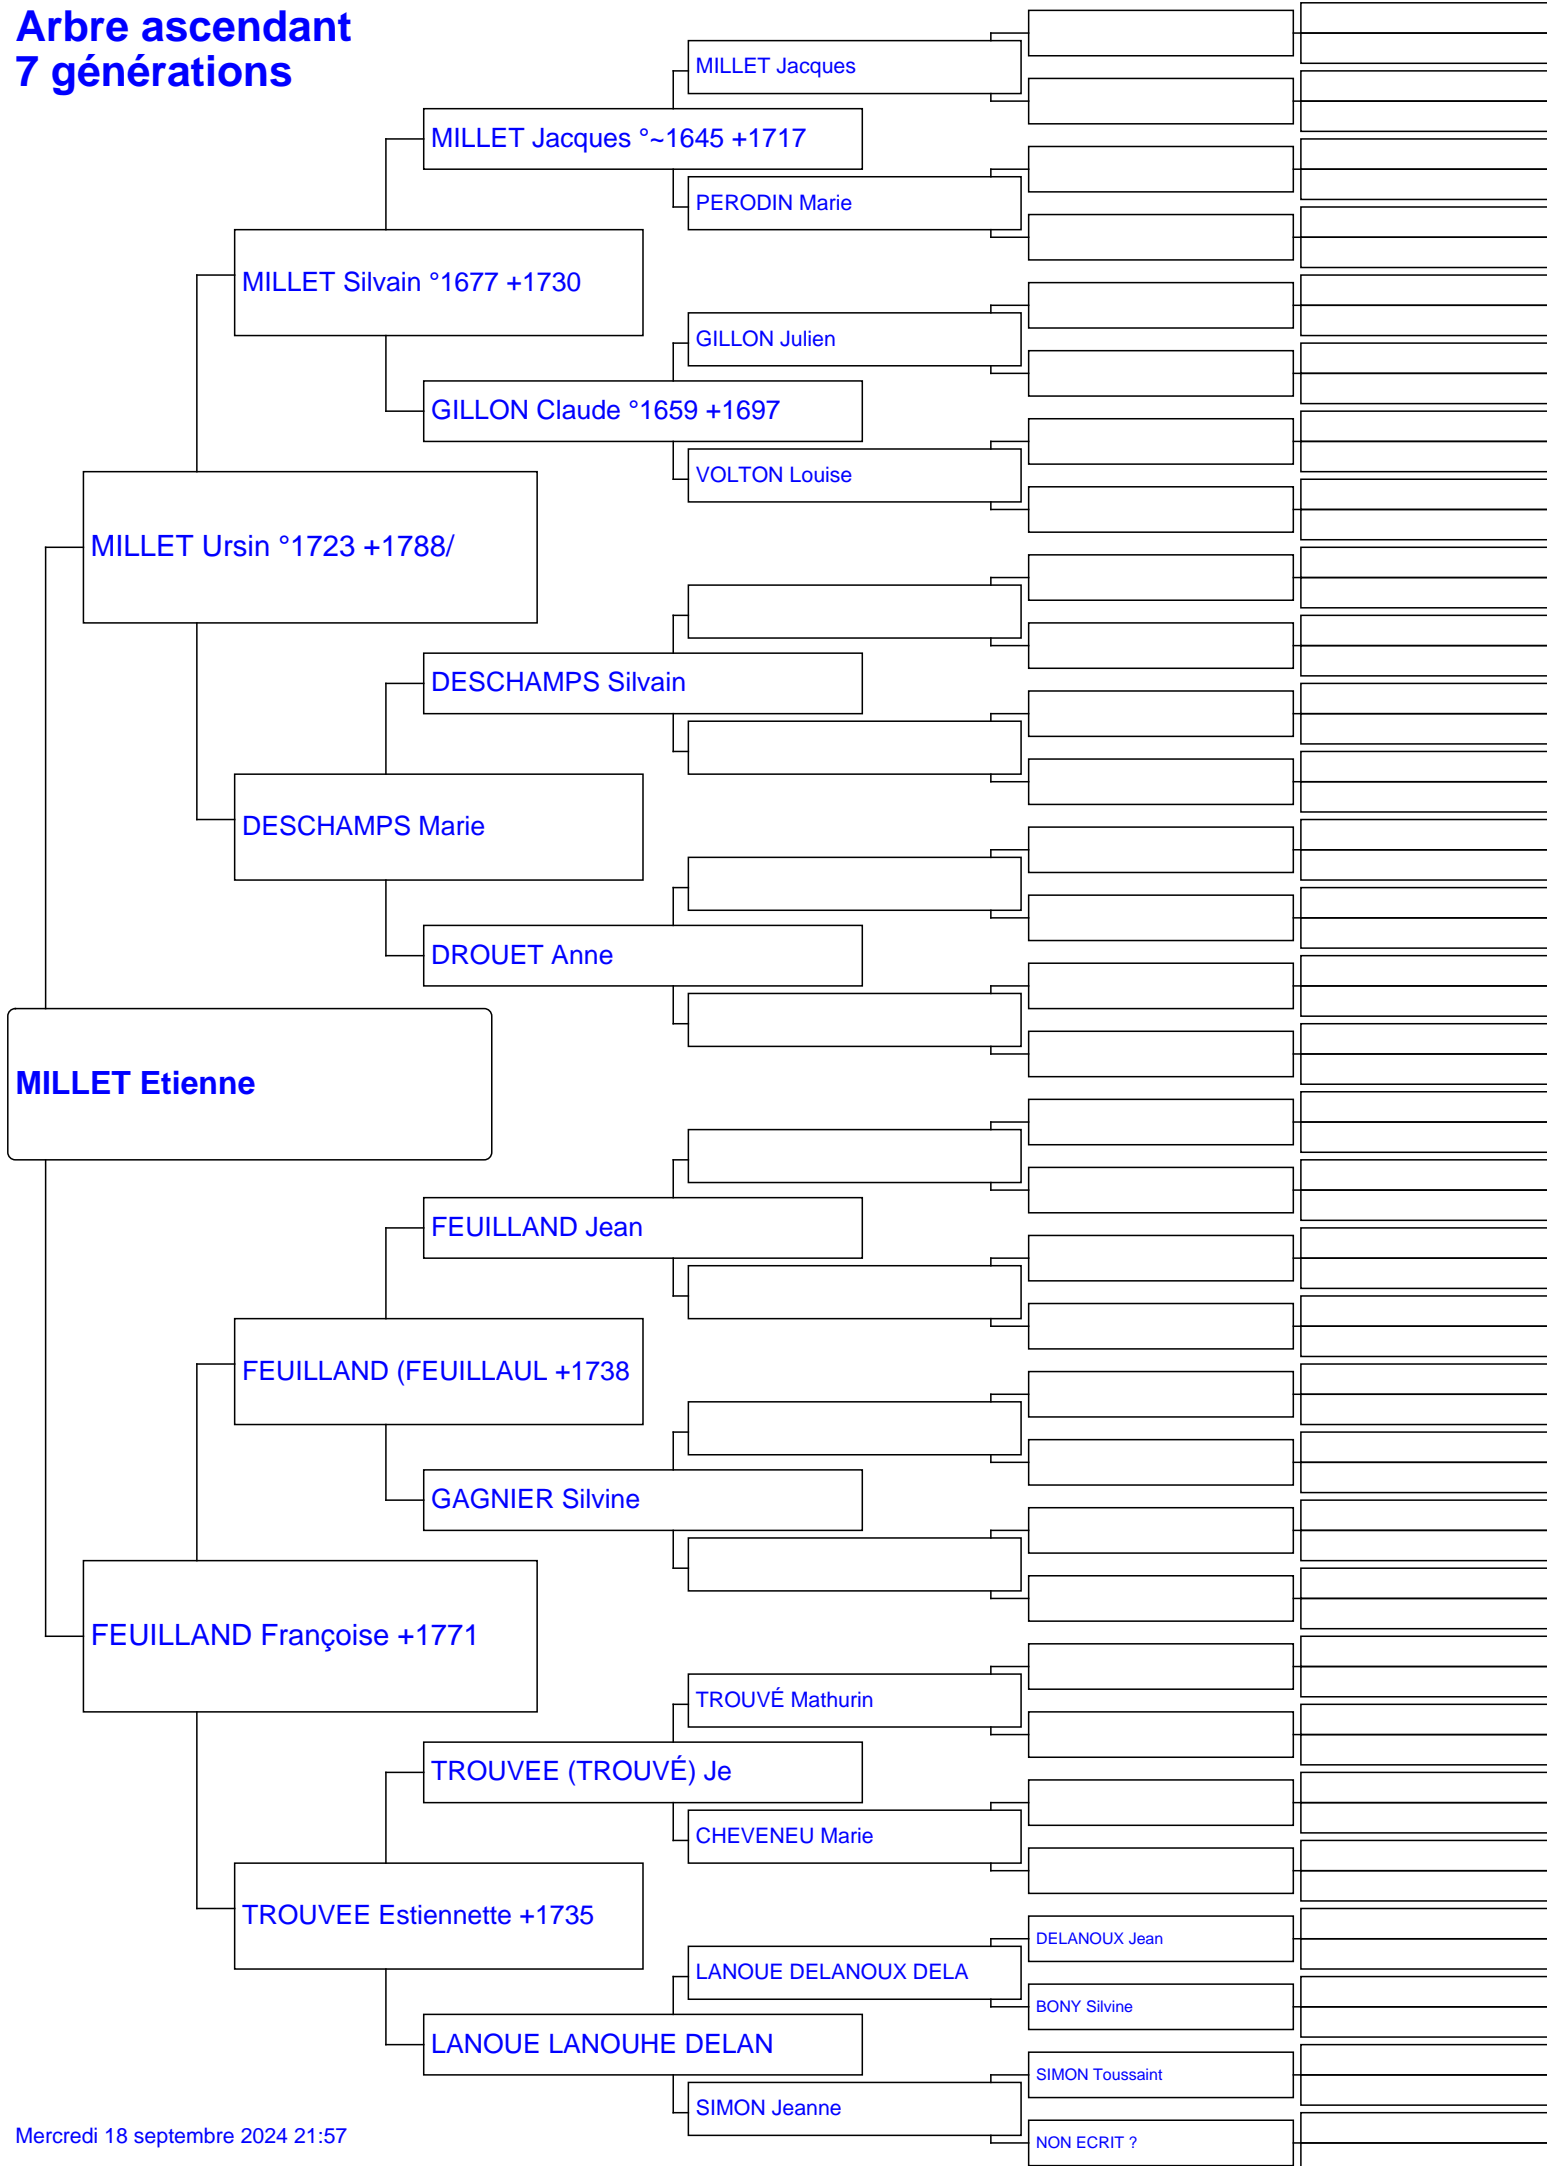 Arbre ascendant
7 générations
MILLET Jacques
MILLET Jacques °~1645 +1717
PERODIN Marie
MILLET Silvain °1677 +1730
GILLON Julien
GILLON Claude °1659 +1697
VOLTON Louise
MILLET Ursin °1723 +1788/
DESCHAMPS Silvain
DESCHAMPS Marie
DROUET Anne
MILLET Etienne
FEUILLAND Jean
FEUILLAND (FEUILLAUL +1738
GAGNIER Silvine
FEUILLAND Françoise +1771
TROUVÉ Mathurin
TROUVEE (TROUVÉ) Je
CHEVENEU Marie
TROUVEE Estiennette +1735
DELANOUX Jean
LANOUE DELANOUX DELA
BONY Silvine
LANOUE LANOUHE DELAN
SIMON Toussaint
SIMON Jeanne
NON ECRIT ?
Mercredi 18 septembre 2024 21:57